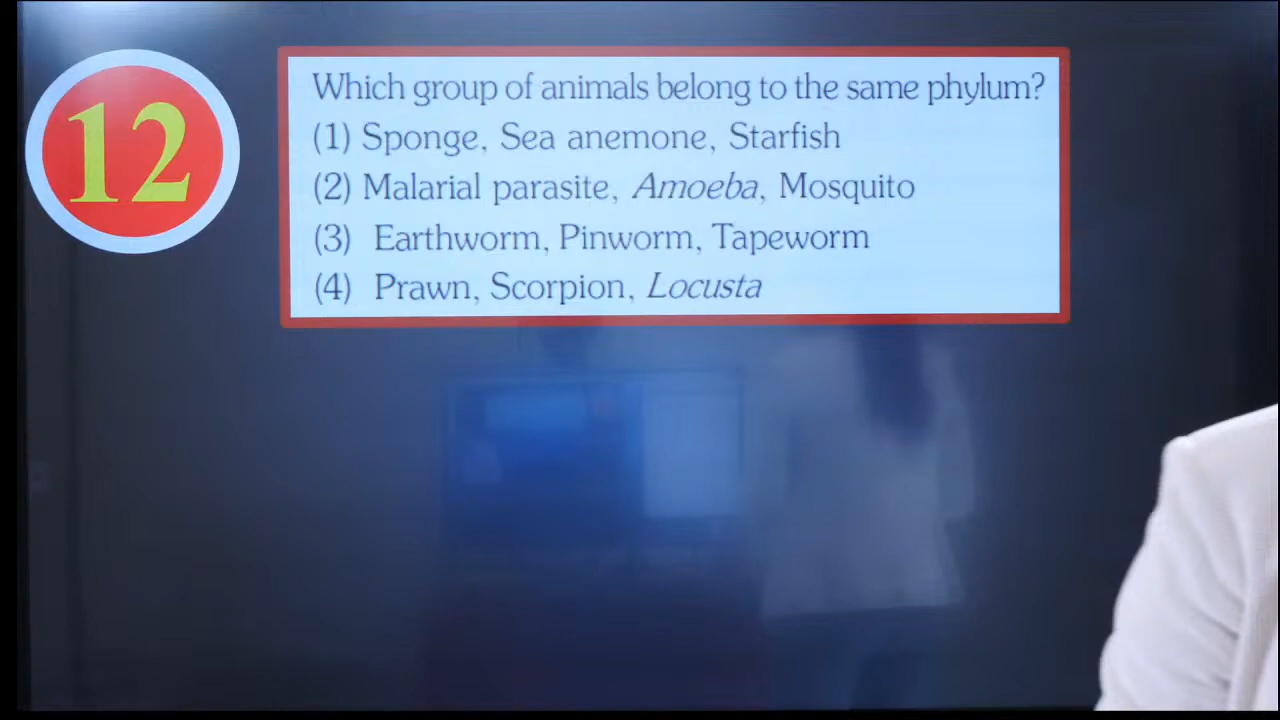 12
Which group of animals belong to the same phylum?
(1) Sponge, Sea anemone, Starfish
(2) Malarial parasite, Amoeba, Mosquito
(3) Earthworm, Pinworm, Tapeworm
(4) Prawn, Scorpion, Locusta